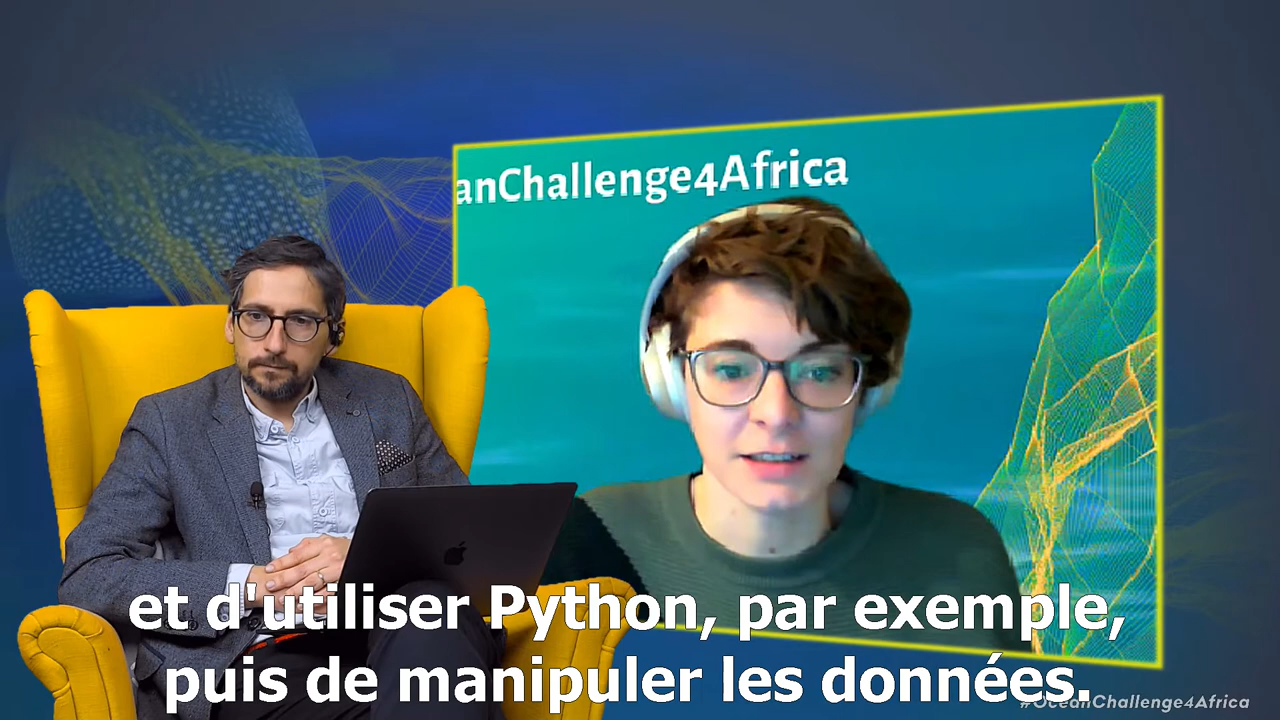 anChallenge4Africa
et d'utiliser Python, par exemple,
puis de manipuler les données.
#OceanChallenge4Africa